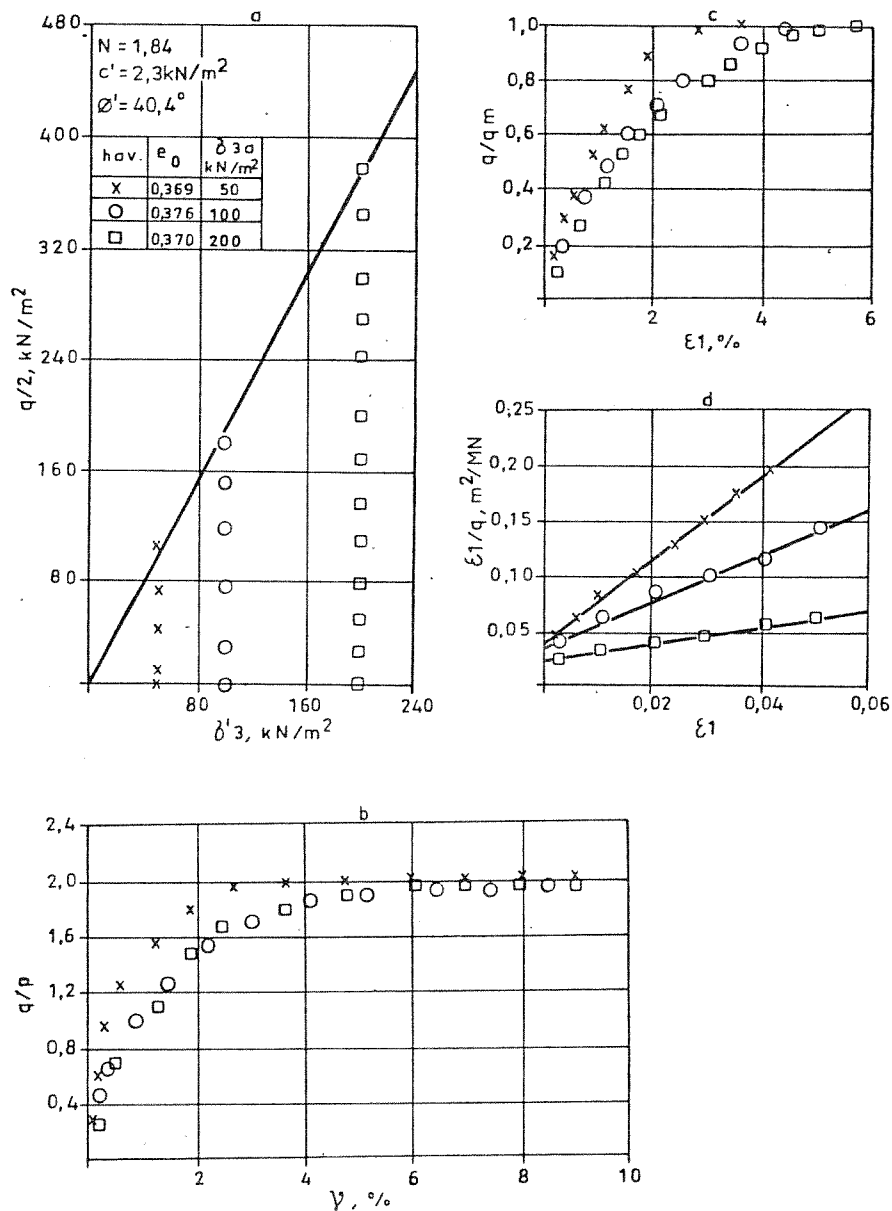 a
480
400
320
240
160
80
q/2, kN/m²
N = 1,84
c' = 2,3kN/m²
Ø' = 40,4°
hav. e₀ δ3a kN/m²
x 0,369 50
○ 0,376 100
□ 0,370 200
80 160 240
δ'3, kN/m²
c
1,0
0,8
0,6
0,4
0,2
q/qm
2 4 6
ε1, %
d
0,25
0,20
0,15
0,10
0,05
ε1/q, m²/MN
0,02 0,04 0,06
ε1
b
2,4
2,0
1,6
1,2
0,8
0,4
q/p
2 4 6 8 10
γ, %